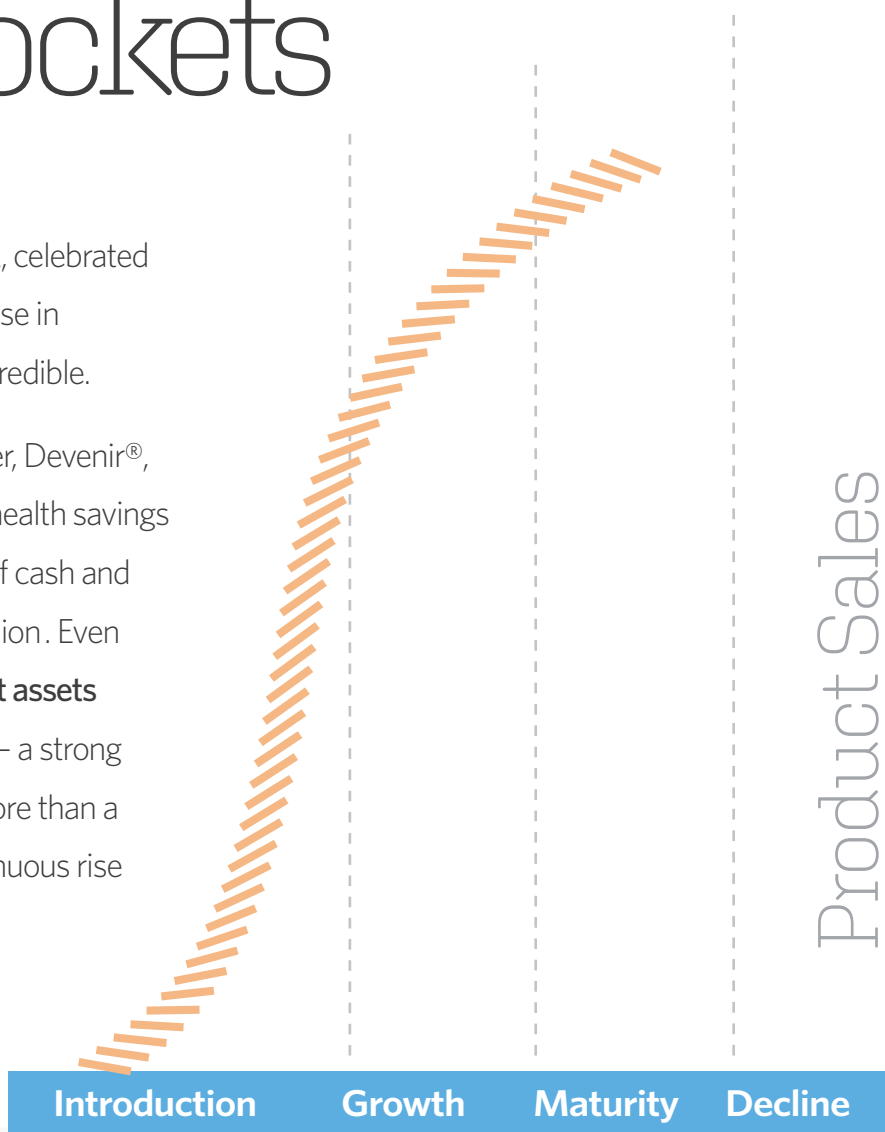 ockets
, celebrated
se in
redible.
er, Devenir®,
health savings
f cash and
ion. Even
t assets
– a strong
ore than a
nuous rise
Product Sales
Introduction Growth Maturity Decline